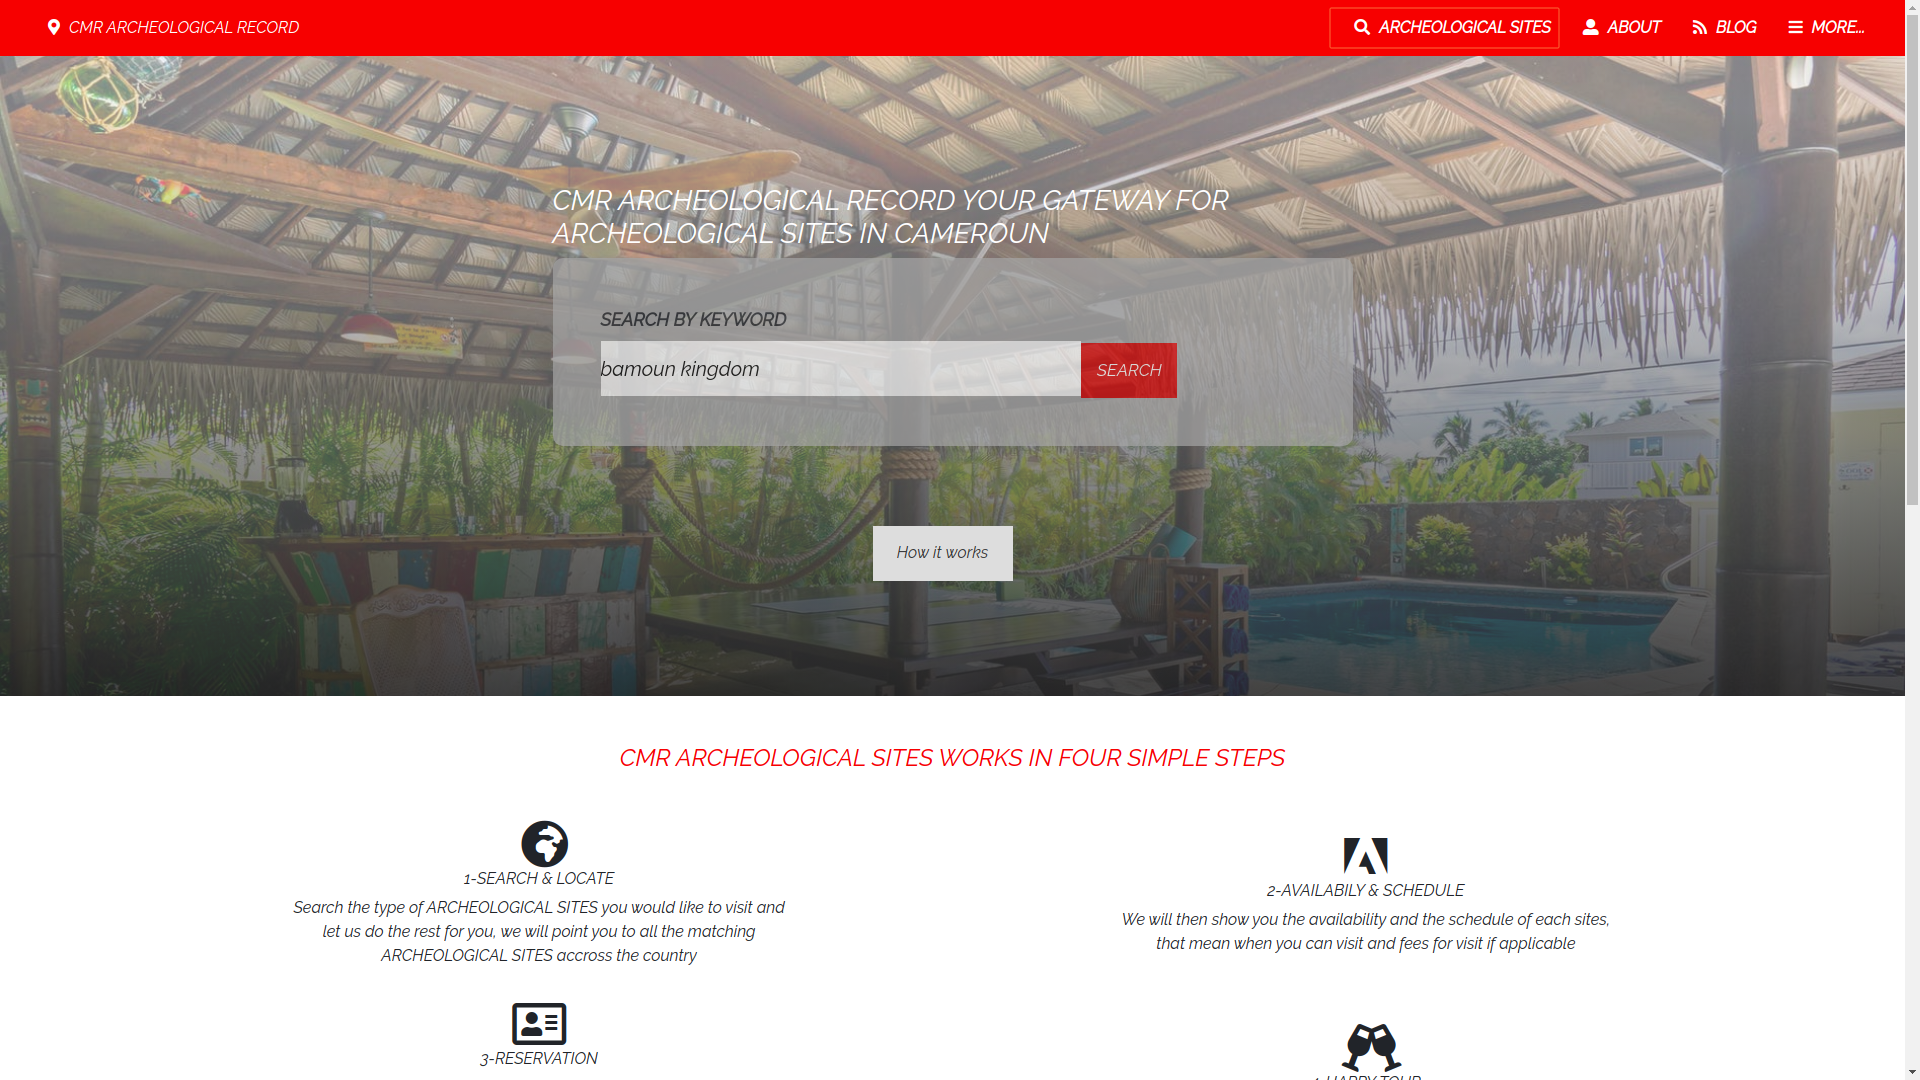 CMR ARCHEOLOGICAL RECORD
ARCHEOLOGICAL SITES
ABOUT
BLOG
MORE...
CMR ARCHEOLOGICAL RECORD YOUR GATEWAY FOR
ARCHEOLOGICAL SITES IN CAMEROUN
SEARCH BY KEYWORD
bamoun kingdom
SEARCH
How it works
CMR ARCHEOLOGICAL SITES WORKS IN FOUR SIMPLE STEPS
1-SEARCH & LOCATE
Search the type of ARCHEOLOGICAL SITES you would like to visit and
let us do the rest for you, we will point you to all the matching
ARCHEOLOGICAL SITES accross the country
2-AVAILABILY & SCHEDULE
We will then show you the availability and the schedule of each sites,
that mean when you can visit and fees for visit if applicable
3-RESERVATION
4-HAPPY TOUR